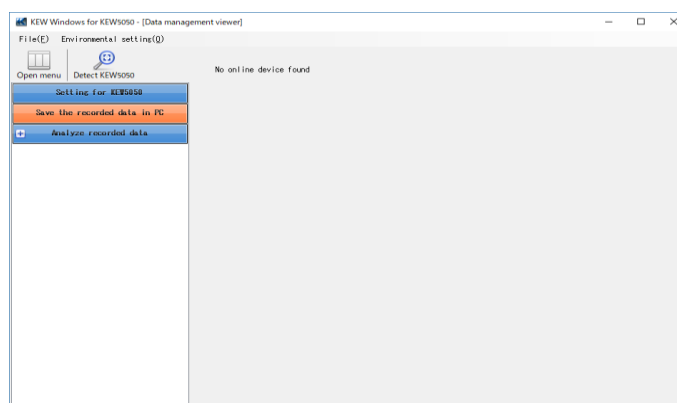 KEW Windows for KEW5050 - [Data management viewer]
File(F) Environmental setting(Q)
Open menu
Detect KEW5050
No online device found
Setting for KEW5050
Save the recorded data in PC
Analyze recorded data